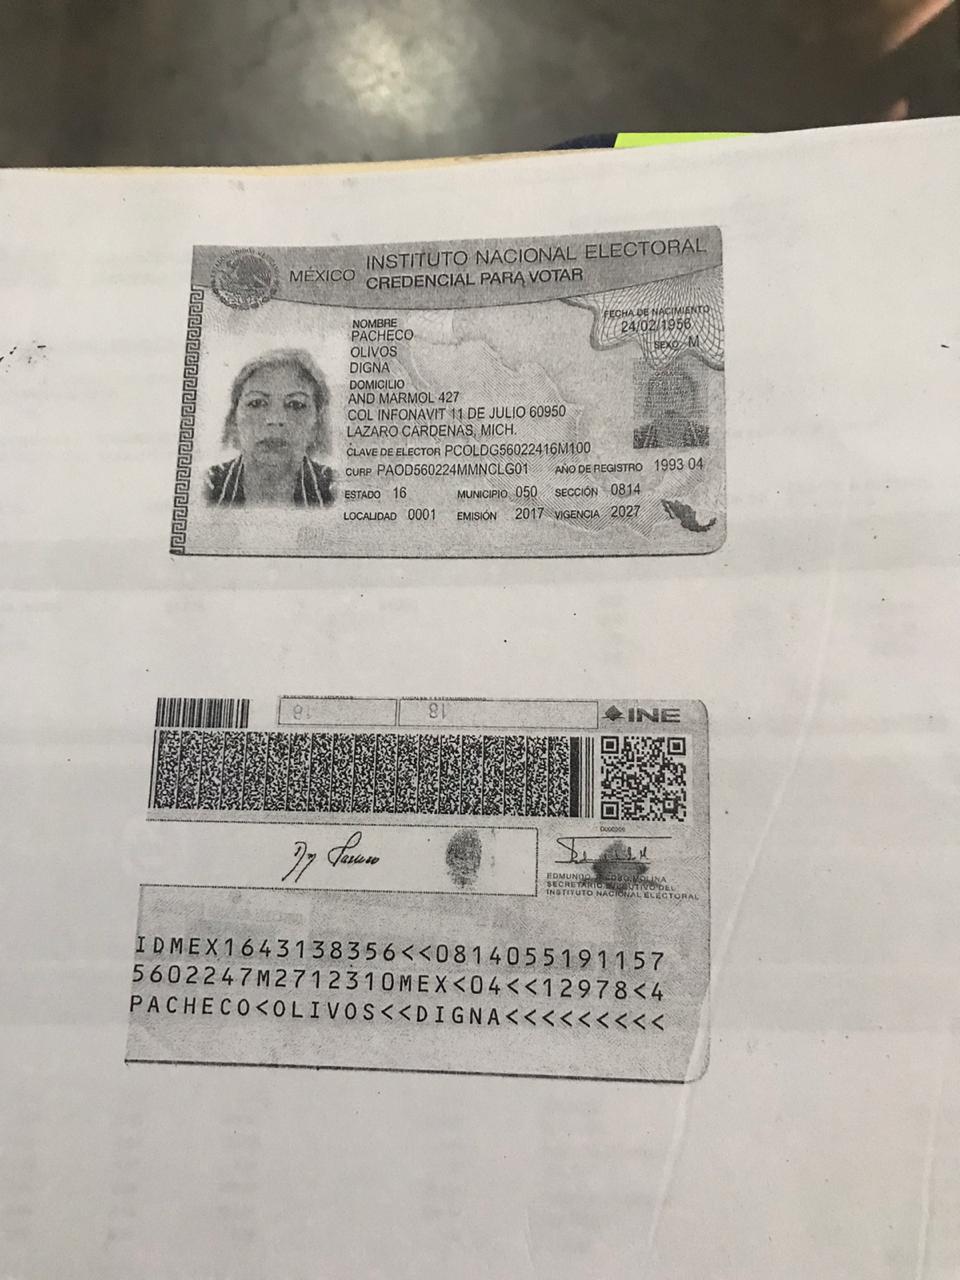 MÉXICO INSTITUTO NACIONAL ELECTORAL
CREDENCIAL PARA VOTAR
NOMBRE
PACHECO
OLIVOS
DIGNA
FECHA DE NACIMIENTO
24/02/1956
SEXO M
DOMICILIO
AND MARMOL 427
COL INFONAVIT 11 DE JULIO 60950
LAZARO CARDENAS, MICH.
CLAVE DE ELECTOR PCOLDG56022416M100
CURP PAOD560224MMNCLG01 AÑO DE REGISTRO 1993 04
ESTADO 16 MUNICIPIO 050 SECCIÓN 0814
LOCALIDAD 0001 EMISIÓN 2017 VIGENCIA 2027
18 18
INE
EDMUNDO MOLINA
SECRETARIO EJECUTIVO DEL
INSTITUTO NACIONAL ELECTORAL
IDMEX1643138356<<0814055191157
5602247M2712310MEX<04<<12978<4
PACHECO<OLIVOS<<DIGNA<<<<<<<<<